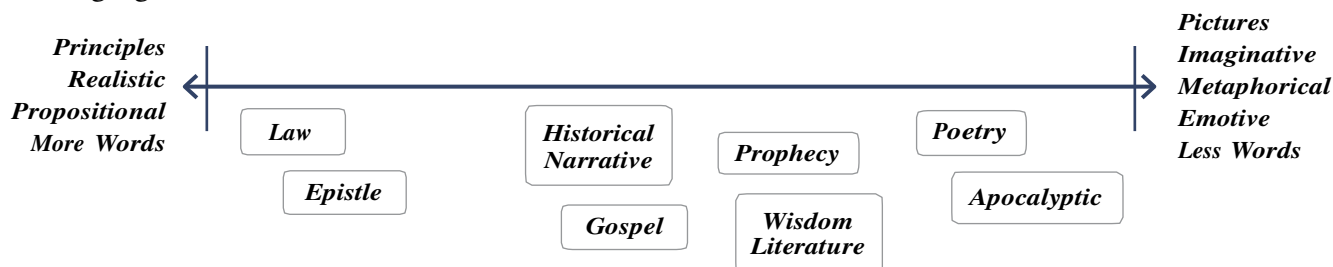 Principles
Realistic
Propositional
More Words
Pictures
Imaginative
Metaphorical
Emotive
Less Words
Law
Epistle
Historical
Narrative
Gospel
Prophecy
Wisdom
Literature
Poetry
Apocalyptic